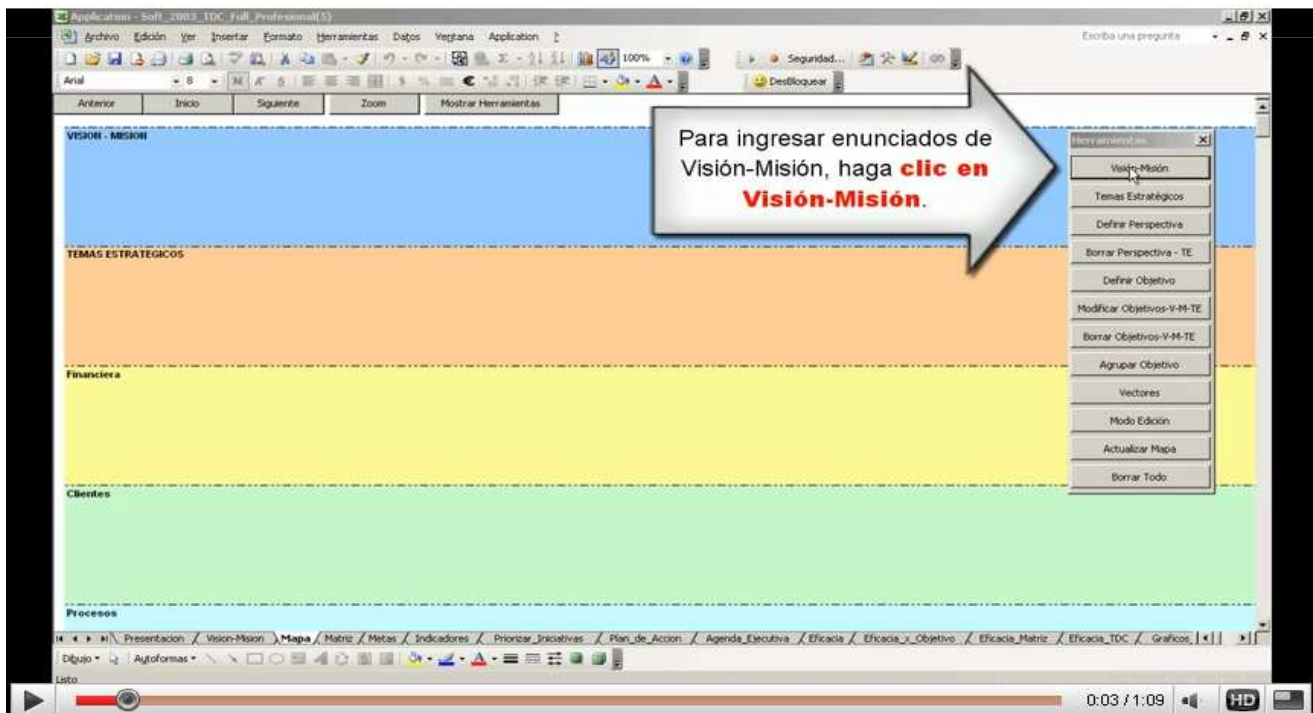 Application - Soft_2003_TDC_Full_Profesional(5)
Archivo Edición Ver Insertar Formato Herramientas Datos Ventana Application ?
Escriba una pregunta
100%
Seguridad...
Arial 8
DesBloquear
Anterior Inicio Siguiente Zoom Mostrar Herramientas
VISION - MISION
Para ingresar enunciados de
Visión-Misión, haga clic en
Visión-Misión.
Herramientas
Visión-Misión
Temas Estratégicos
Definir Perspectiva
Borrar Perspectiva - TE
Definir Objetivo
Modificar Objetivos-V-M-TE
Borrar Objetivos-V-M-TE
Agrupar Objetivo
Vectores
Modo Edición
Actualizar Mapa
Borrar Todo
TEMAS ESTRATEGICOS
Financiera
Clientes
Procesos
Presentacion / Vision-Mision / Mapa / Matriz / Metas / Indicadores / Priorizar_Iniciativas / Plan_de_Accion / Agenda_Ejecutiva / Eficacia / Eficacia_x_Objetivo / Eficacia_Matriz / Eficacia_TDC / Graficos
Dibujo Autoformas
Listo
0:03 / 1:09 HD